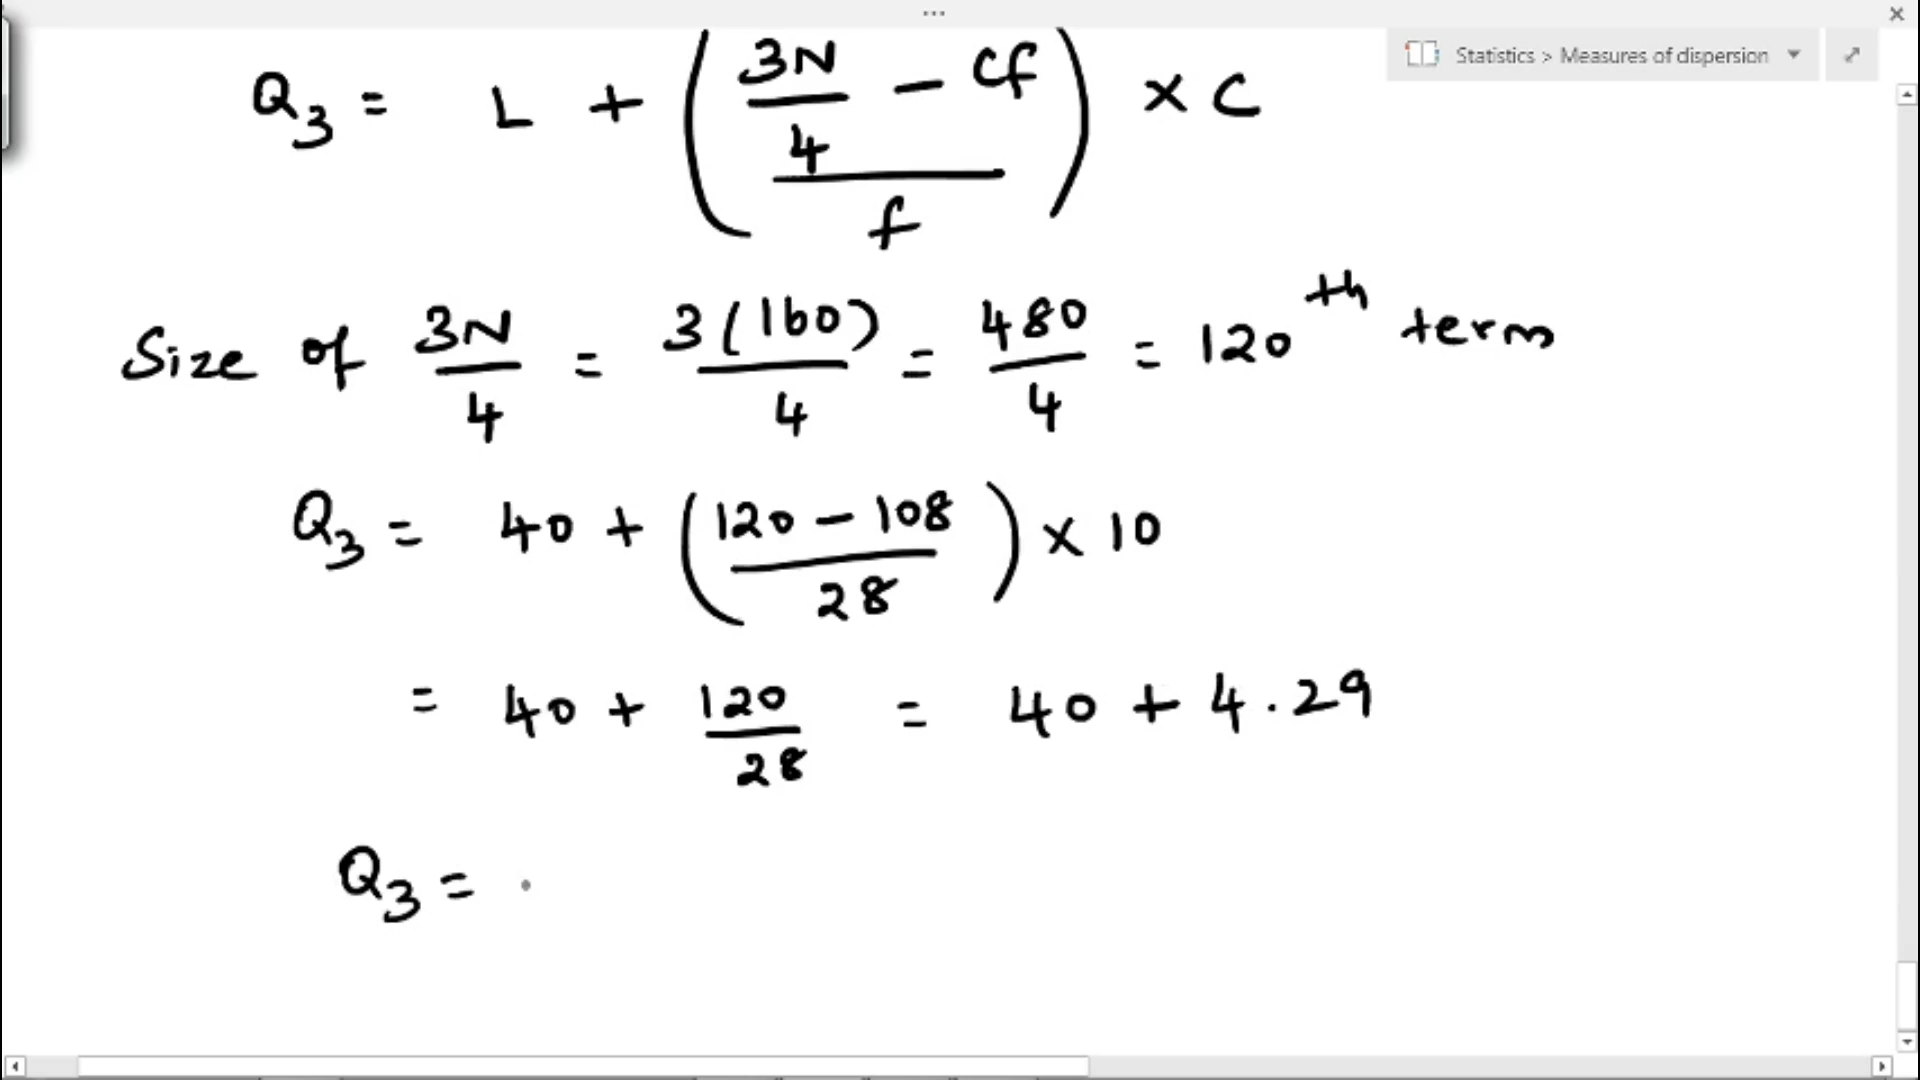 ...
Statistics > Measures of dispersion
Q₃ = L + ( (3N/4 − Cf) / f ) × C
Size of 3N/4 = 3(160)/4 = 480/4 = 120th term
Q₃ = 40 + ( (120 − 108) / 28 ) × 10
= 40 + 120/28 = 40 + 4.29
Q₃ =